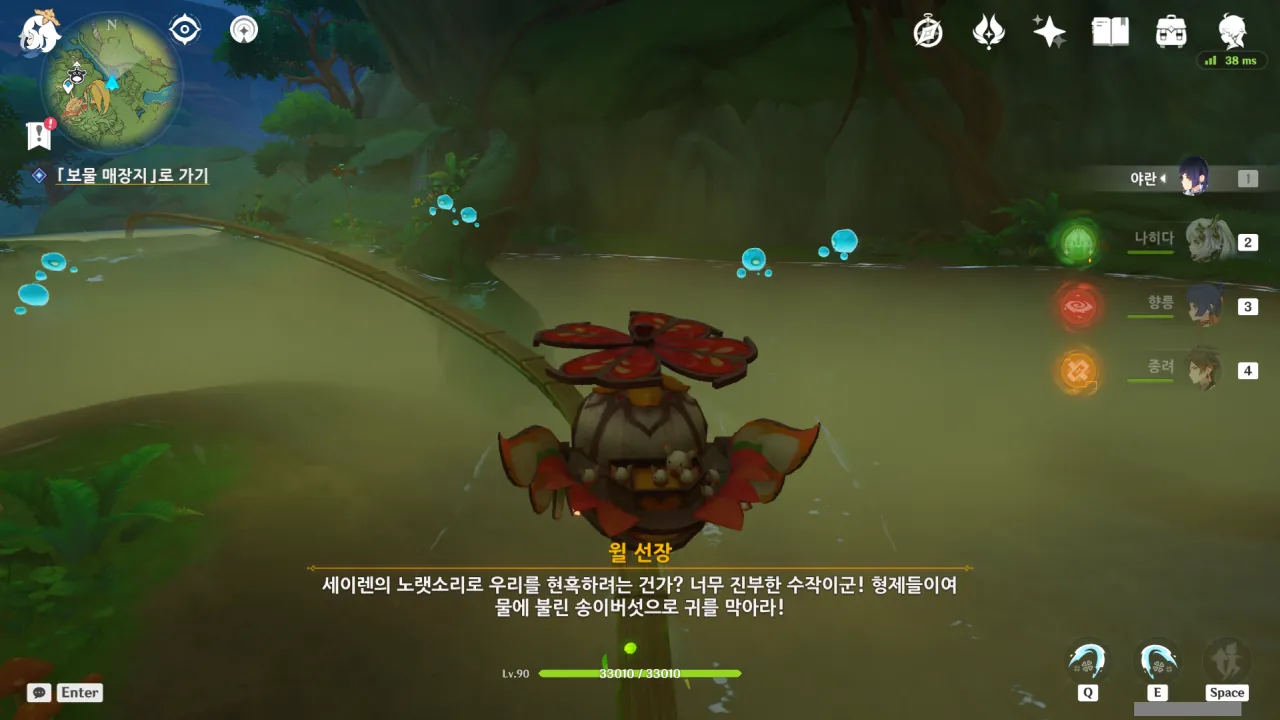 N
38 ms
「보물 매장지」로 가기
야란
1
나히다
2
향릉
3
종려
4
윌 선장
세이렌의 노랫소리로 우리를 현혹하려는 건가? 너무 진부한 수작이군! 형제들이여
물에 불린 송이버섯으로 귀를 막아라!
Lv.90
33010 / 33010
Enter
Q
E
Space